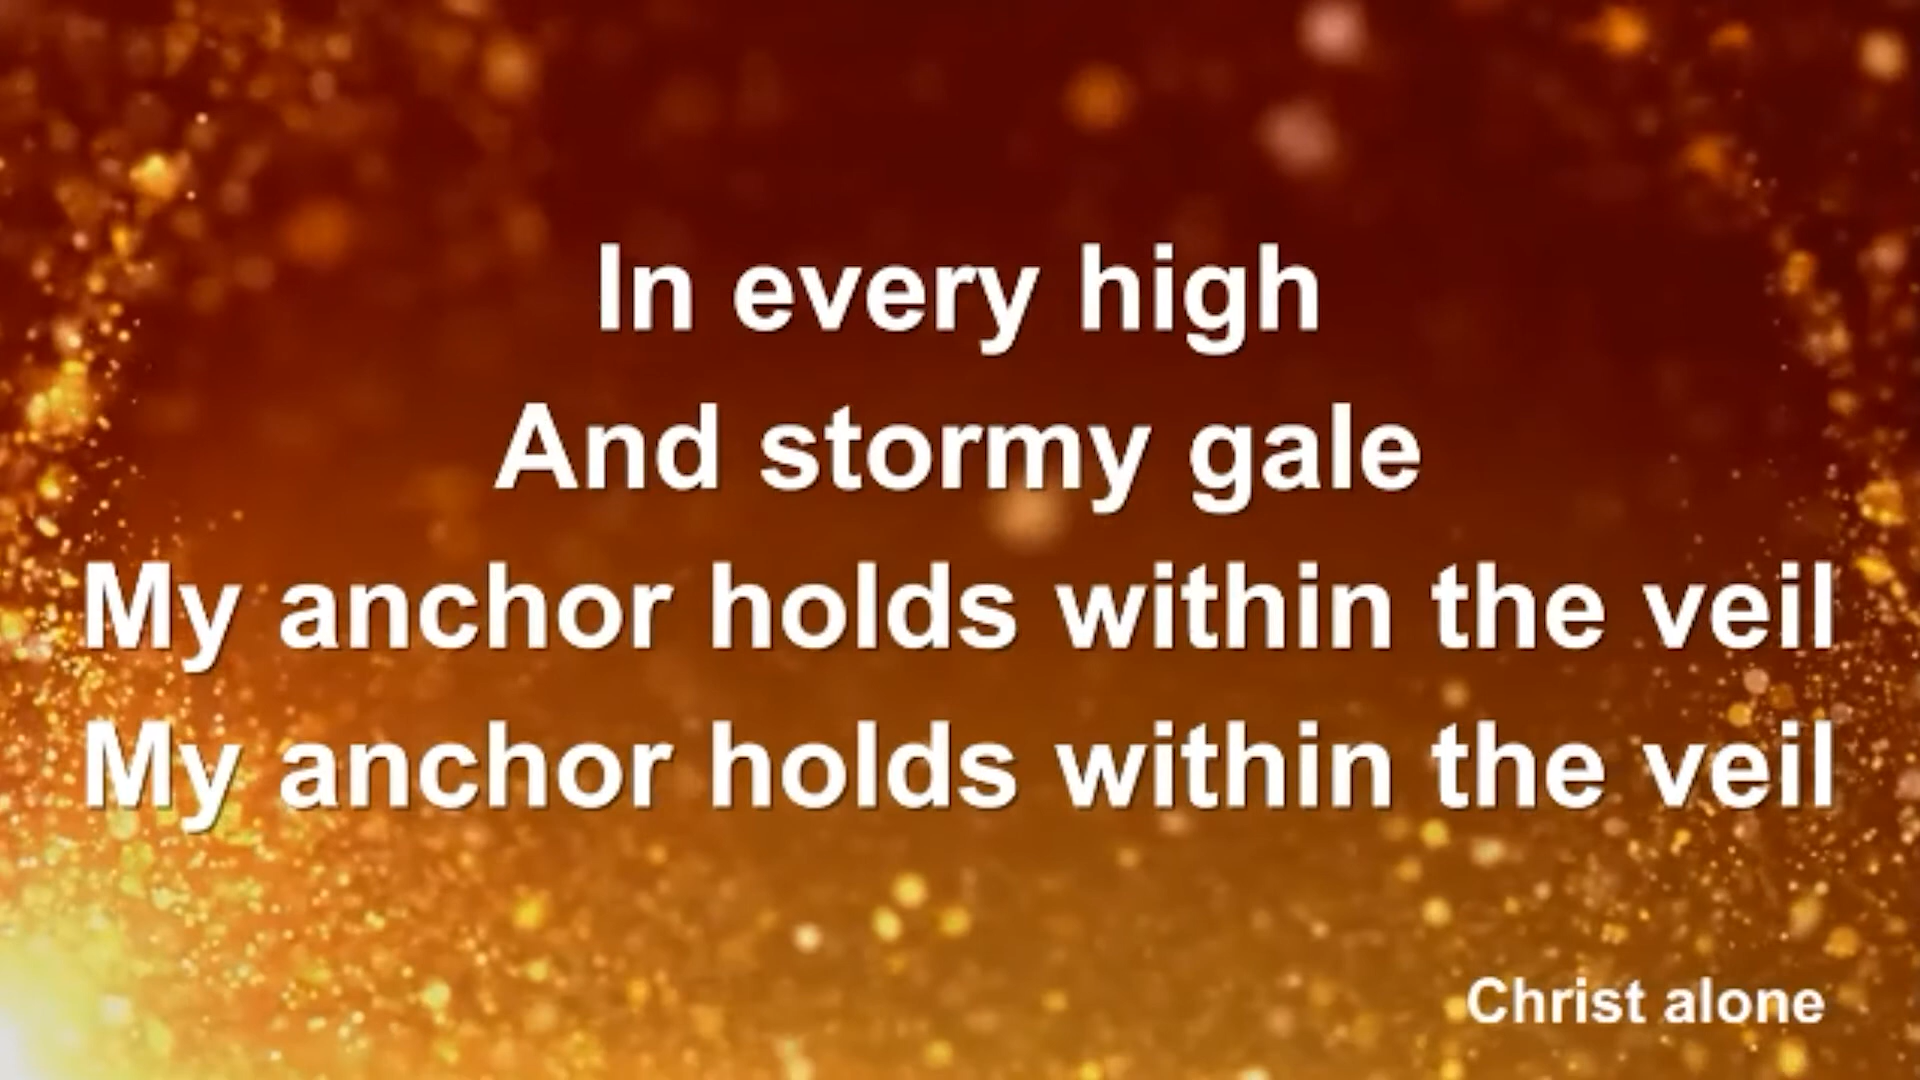 In every high
And stormy gale
My anchor holds within the veil
My anchor holds within the veil
Christ alone